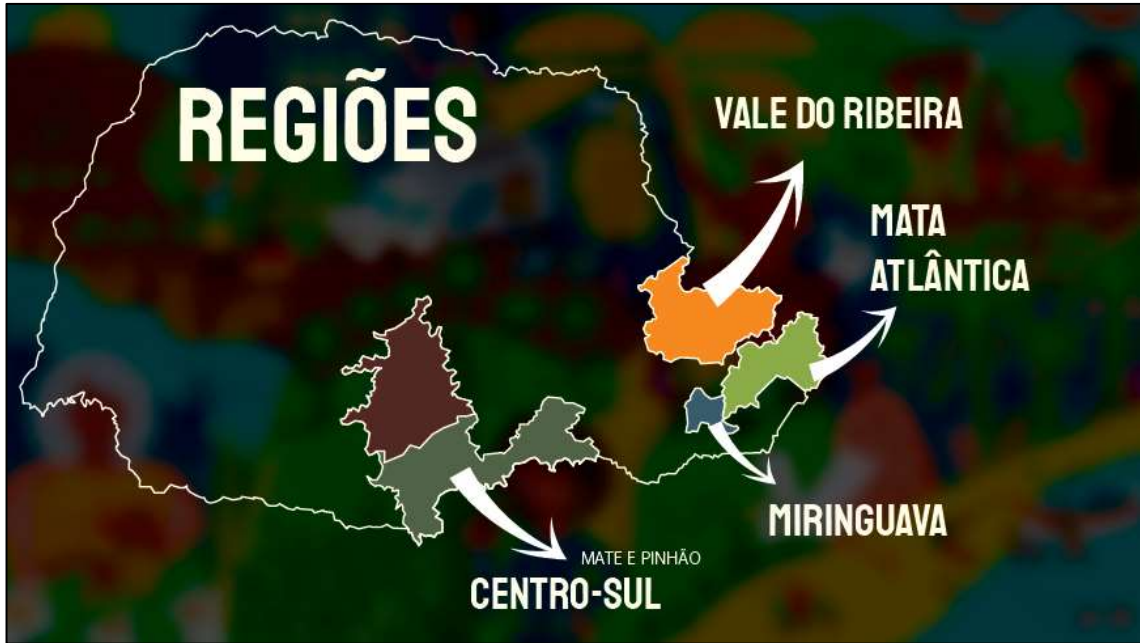 REGIÕES
VALE DO RIBEIRA
MATA
ATLÂNTICA
MIRINGUAVA
MATE E PINHÃO
CENTRO-SUL